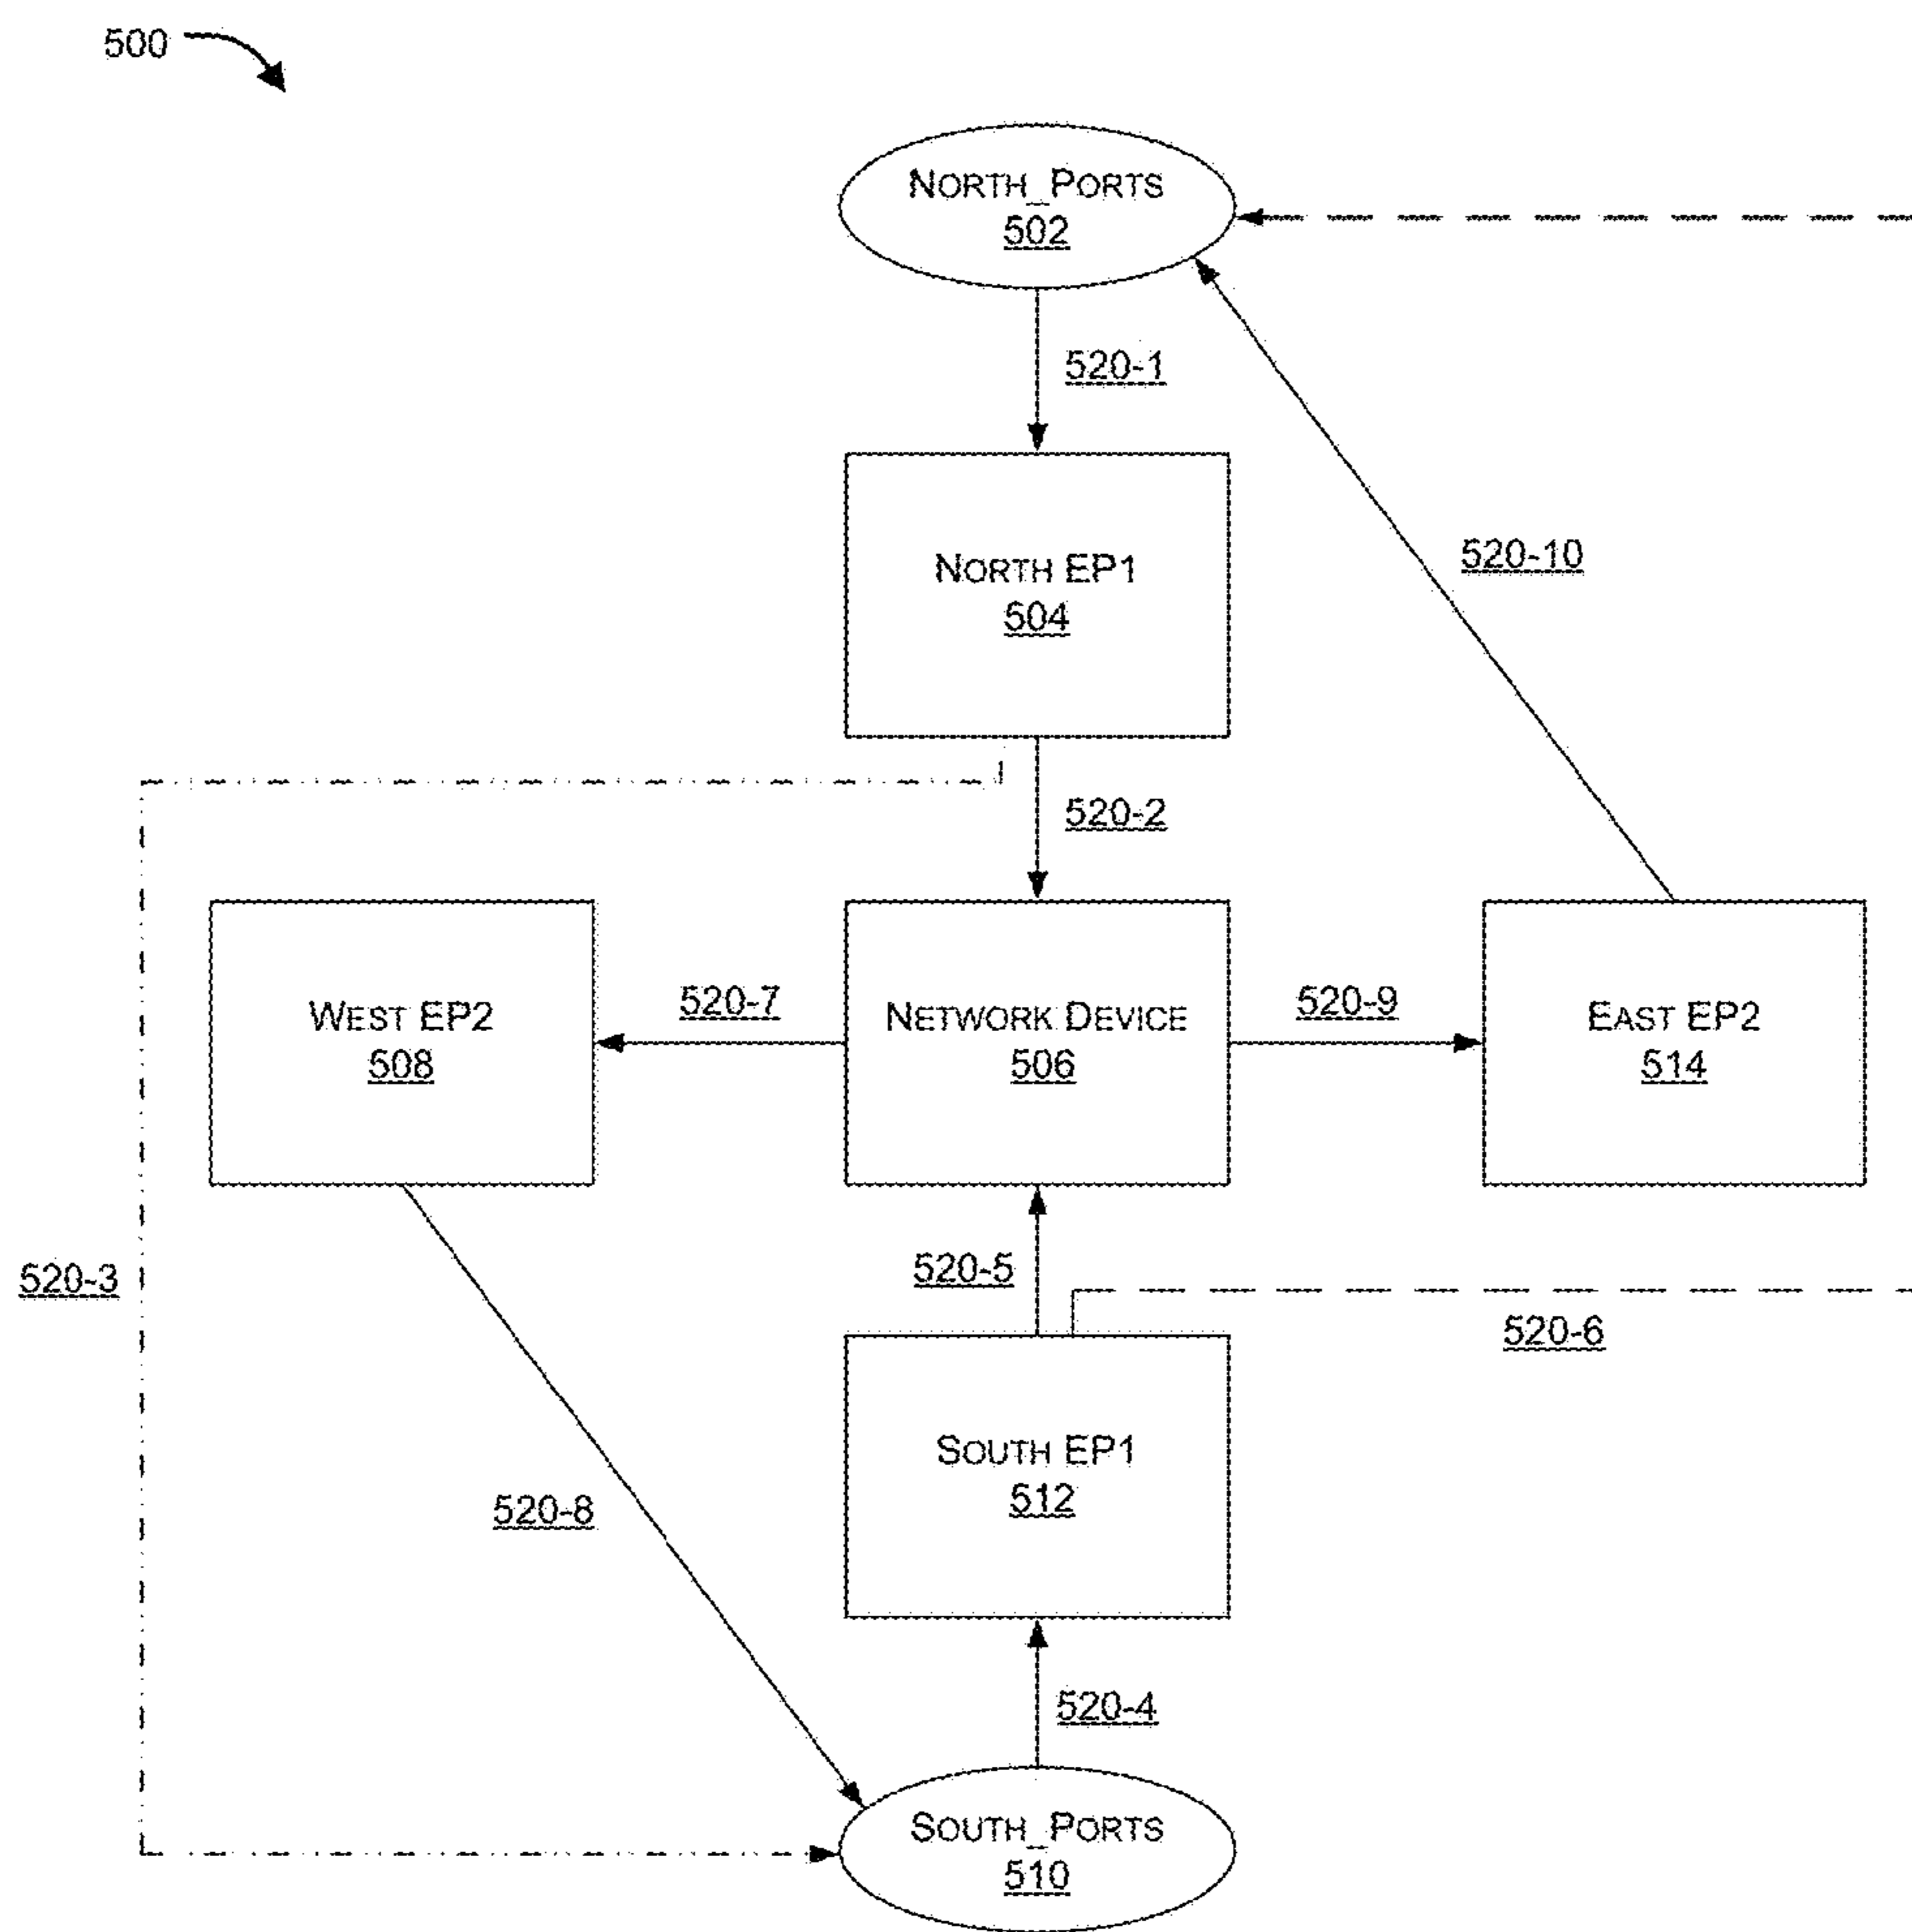 500
NORTH_PORTS
502
520-1
NORTH EP1
504
520-10
520-2
WEST EP2
508
520-7
NETWORK DEVICE
506
520-9
EAST EP2
514
520-3
520-5
520-6
SOUTH EP1
512
520-8
520-4
SOUTH_PORTS
510